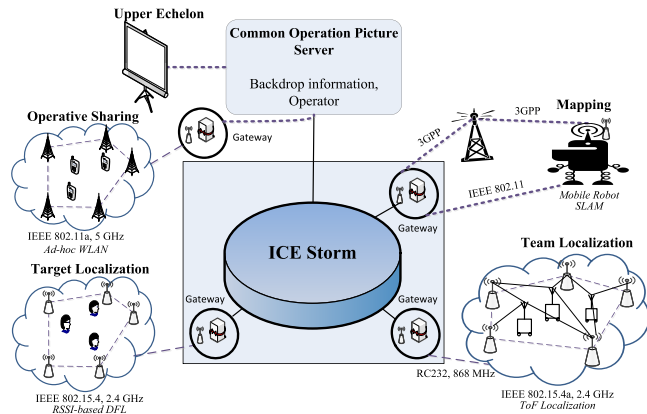 Upper Echelon
Common Operation Picture
Server
Backdrop information,
Operator
Operative Sharing
Gateway
3GPP
3GPP
Mapping
IEEE 802.11
Gateway
Mobile Robot
SLAM
IEEE 802.11a, 5 GHz
Ad-hoc WLAN
ICE Storm
Target Localization
Team Localization
Gateway
Gateway
RC232, 868 MHz
IEEE 802.15.4, 2.4 GHz
RSSI-based DFL
IEEE 802.15.4a, 2.4 GHz
ToF Localization